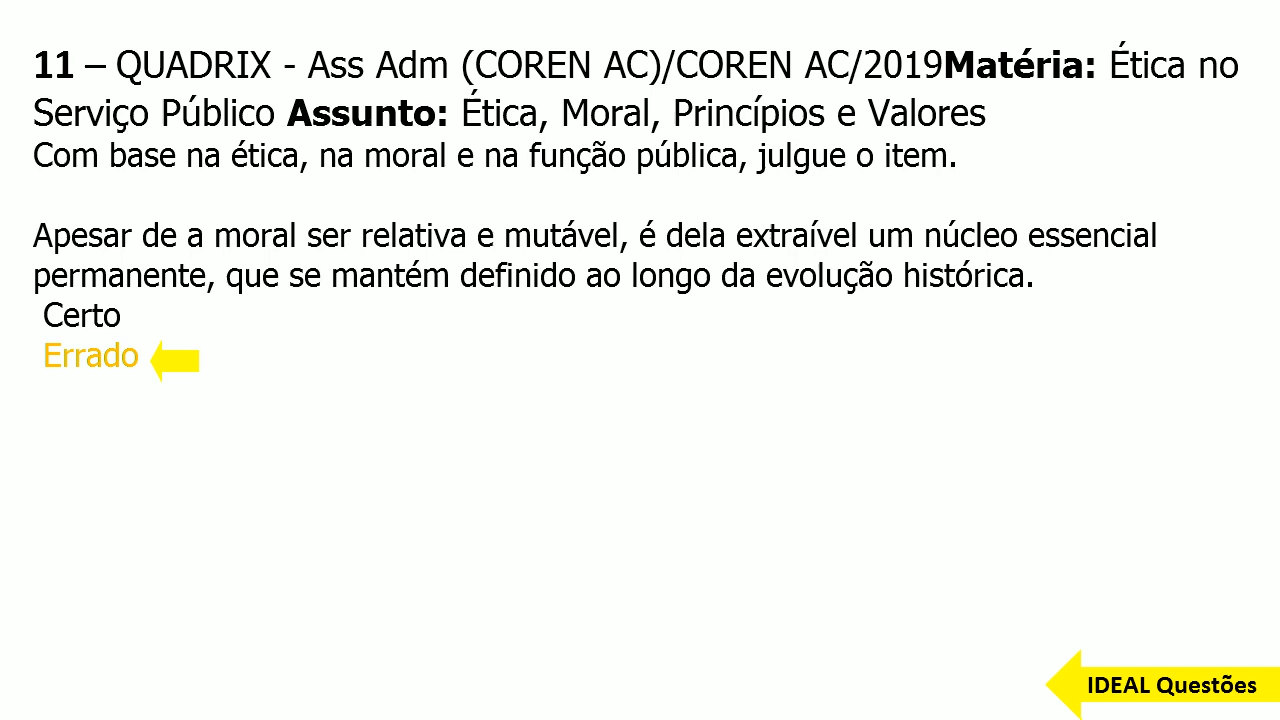 11 – QUADRIX - Ass Adm (COREN AC)/COREN AC/2019Matéria: Ética no
Serviço Público Assunto: Ética, Moral, Princípios e Valores
Com base na ética, na moral e na função pública, julgue o item.
Apesar de a moral ser relativa e mutável, é dela extraível um núcleo essencial
permanente, que se mantém definido ao longo da evolução histórica.
Certo
Errado
IDEAL Questões